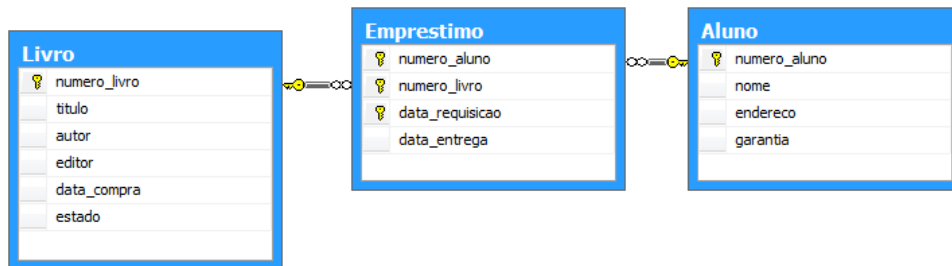 Livro
numero_livro
titulo
autor
editor
data_compra
estado
Emprestimo
numero_aluno
numero_livro
data_requisicao
data_entrega
Aluno
numero_aluno
nome
endereco
garantia